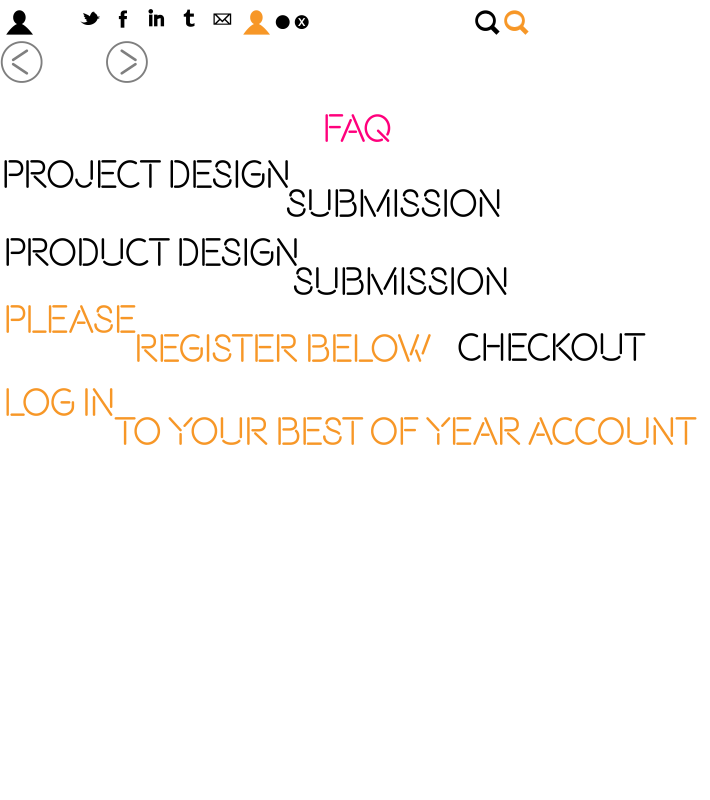 FAQ
PROJECT DESIGN
SUBMISSION
PRODUCT DESIGN
SUBMISSION
PLEASE
REGISTER BELOW
CHECKOUT
LOG IN
TO YOUR BEST OF YEAR ACCOUNT